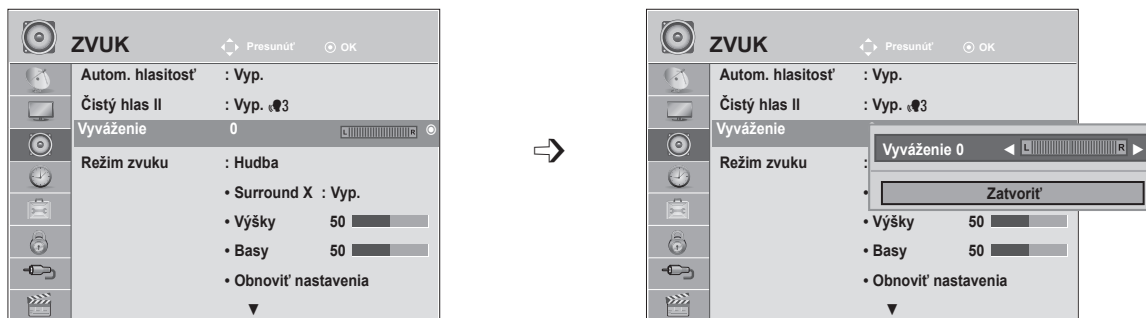 ZVUK Presunúť OK
Autom. hlasitosť : Vyp.
Čistý hlas II : Vyp. 3
Vyváženie 0 L R
Režim zvuku : Hudba
• Surround X : Vyp.
• Výšky 50
• Basy 50
• Obnoviť nastavenia
▼
ZVUK Presunúť OK
Autom. hlasitosť : Vyp.
Čistý hlas II : Vyp. 3
Vyváženie
Vyváženie 0 ◀ L R ▶
Režim zvuku :
Zatvoriť
•
• Výšky 50
• Basy 50
• Obnoviť nastavenia
▼